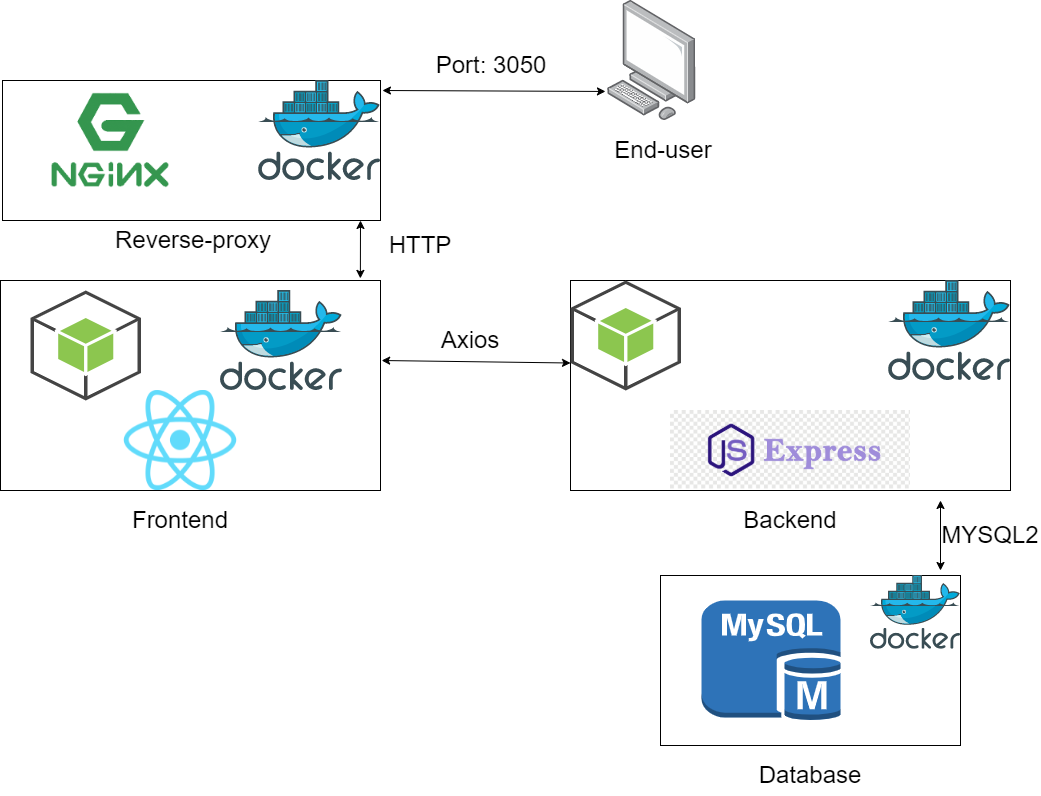 Port: 3050
NGINX
docker
End-user
Reverse-proxy
HTTP
docker
Axios
docker
JS Express
Frontend
Backend
MYSQL2
MySQL
docker
M
Database